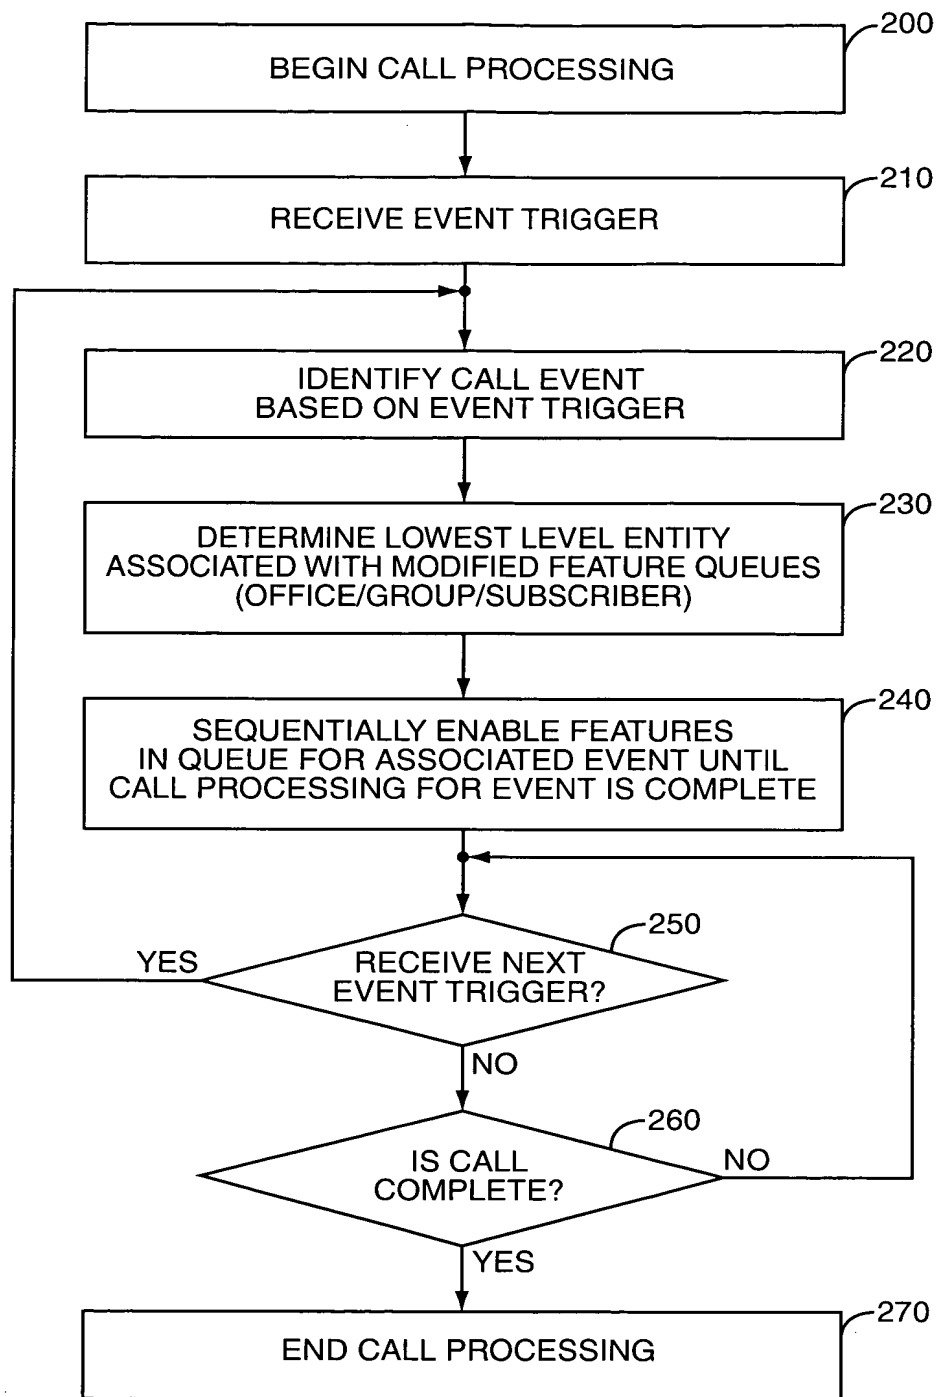 200
BEGIN CALL PROCESSING
210
RECEIVE EVENT TRIGGER
220
IDENTIFY CALL EVENT
BASED ON EVENT TRIGGER
230
DETERMINE LOWEST LEVEL ENTITY
ASSOCIATED WITH MODIFIED FEATURE QUEUES
(OFFICE/GROUP/SUBSCRIBER)
240
SEQUENTIALLY ENABLE FEATURES
IN QUEUE FOR ASSOCIATED EVENT UNTIL
CALL PROCESSING FOR EVENT IS COMPLETE
250
YES
RECEIVE NEXT
EVENT TRIGGER?
NO
260
IS CALL
COMPLETE?
NO
YES
270
END CALL PROCESSING